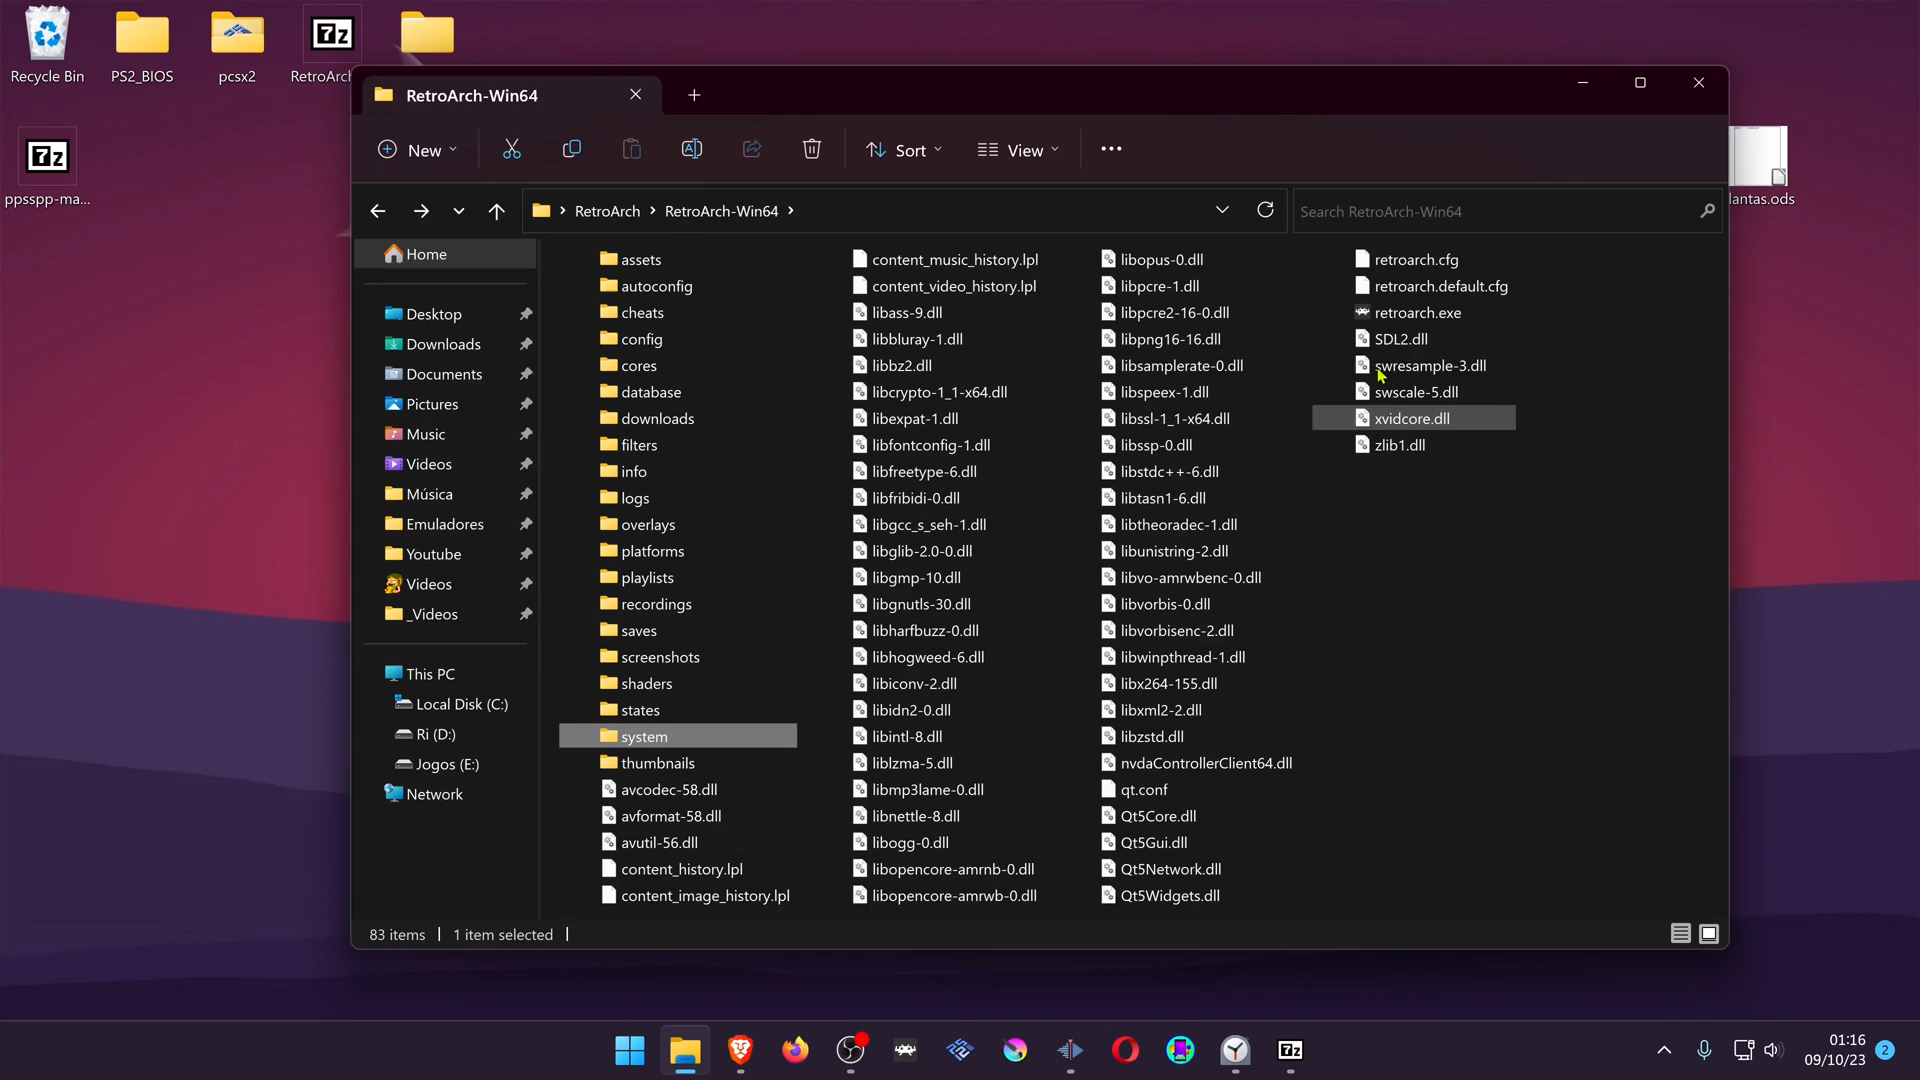 Recycle Bin
PS2_BIOS
pcsx2
RetroArch
ppsspp-ma...
lantas.ods
RetroArch-Win64
New
Sort
View
RetroArch
RetroArch-Win64
Search RetroArch-Win64
Home
Desktop
Downloads
Documents
Pictures
Music
Videos
Música
Emuladores
Youtube
Videos
_Videos
This PC
Local Disk (C:)
Ri (D:)
Jogos (E:)
Network
assets
autoconfig
cheats
config
cores
database
downloads
filters
info
logs
overlays
platforms
playlists
recordings
saves
screenshots
shaders
states
system
thumbnails
avcodec-58.dll
avformat-58.dll
avutil-56.dll
content_history.lpl
content_image_history.lpl
content_music_history.lpl
content_video_history.lpl
libass-9.dll
libbluray-1.dll
libbz2.dll
libcrypto-1_1-x64.dll
libexpat-1.dll
libfontconfig-1.dll
libfreetype-6.dll
libfribidi-0.dll
libgcc_s_seh-1.dll
libglib-2.0-0.dll
libgmp-10.dll
libgnutls-30.dll
libharfbuzz-0.dll
libhogweed-6.dll
libiconv-2.dll
libidn2-0.dll
libintl-8.dll
liblzma-5.dll
libmp3lame-0.dll
libnettle-8.dll
libogg-0.dll
libopencore-amrnb-0.dll
libopencore-amrwb-0.dll
libopus-0.dll
libpcre-1.dll
libpcre2-16-0.dll
libpng16-16.dll
libsamplerate-0.dll
libspeex-1.dll
libssl-1_1-x64.dll
libssp-0.dll
libstdc++-6.dll
libtasn1-6.dll
libtheoradec-1.dll
libunistring-2.dll
libvo-amrwbenc-0.dll
libvorbis-0.dll
libvorbisenc-2.dll
libwinpthread-1.dll
libx264-155.dll
libxml2-2.dll
libzstd.dll
nvdaControllerClient64.dll
qt.conf
Qt5Core.dll
Qt5Gui.dll
Qt5Network.dll
Qt5Widgets.dll
retroarch.cfg
retroarch.default.cfg
retroarch.exe
SDL2.dll
swresample-3.dll
swscale-5.dll
xvidcore.dll
zlib1.dll
83 items
1 item selected
01:16
09/10/23
2